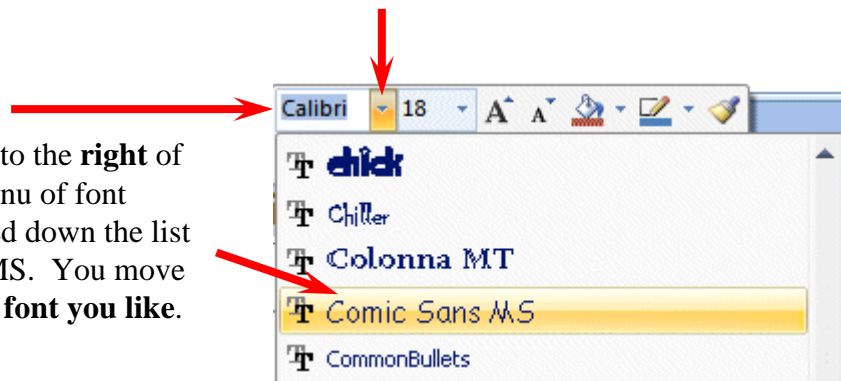 Calibri 18 A A
to the right of
nu of font
d down the list
MS. You move
font you like.
chick
Chiller
Colonna MT
Comic Sans MS
CommonBullets